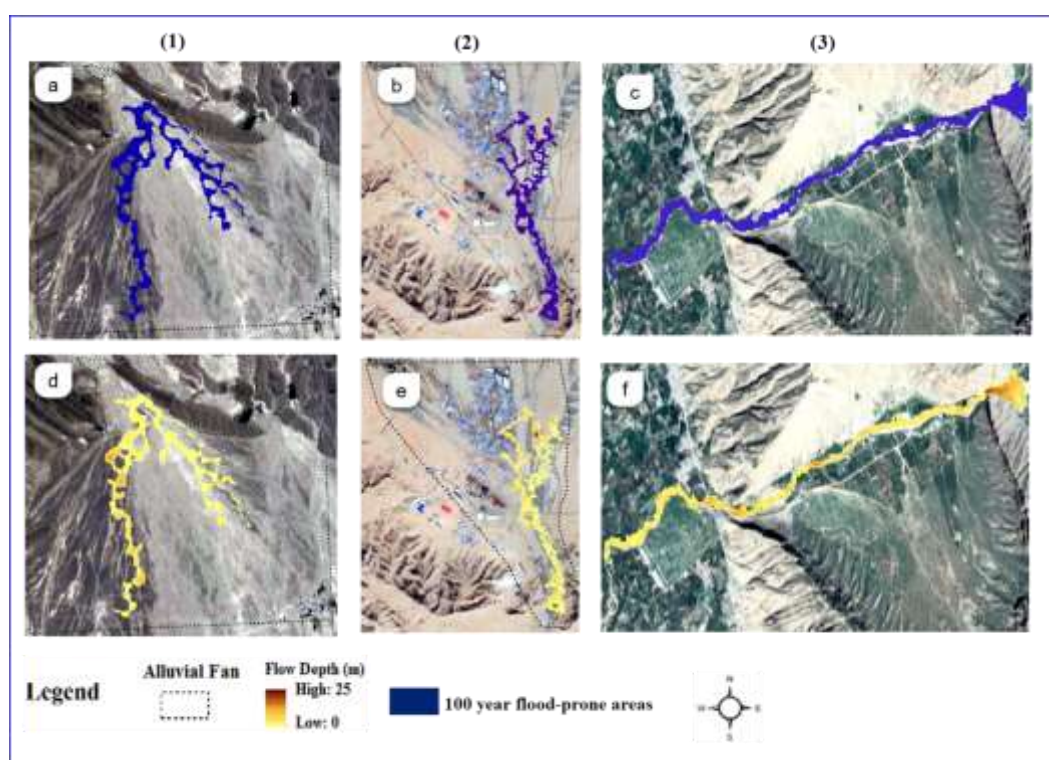 (1) (2) (3)
a b c
d e f
Legend
Alluvial Fan
Flow Depth (m)
High: 25
Low: 0
100 year flood-prone areas
N
W E
S